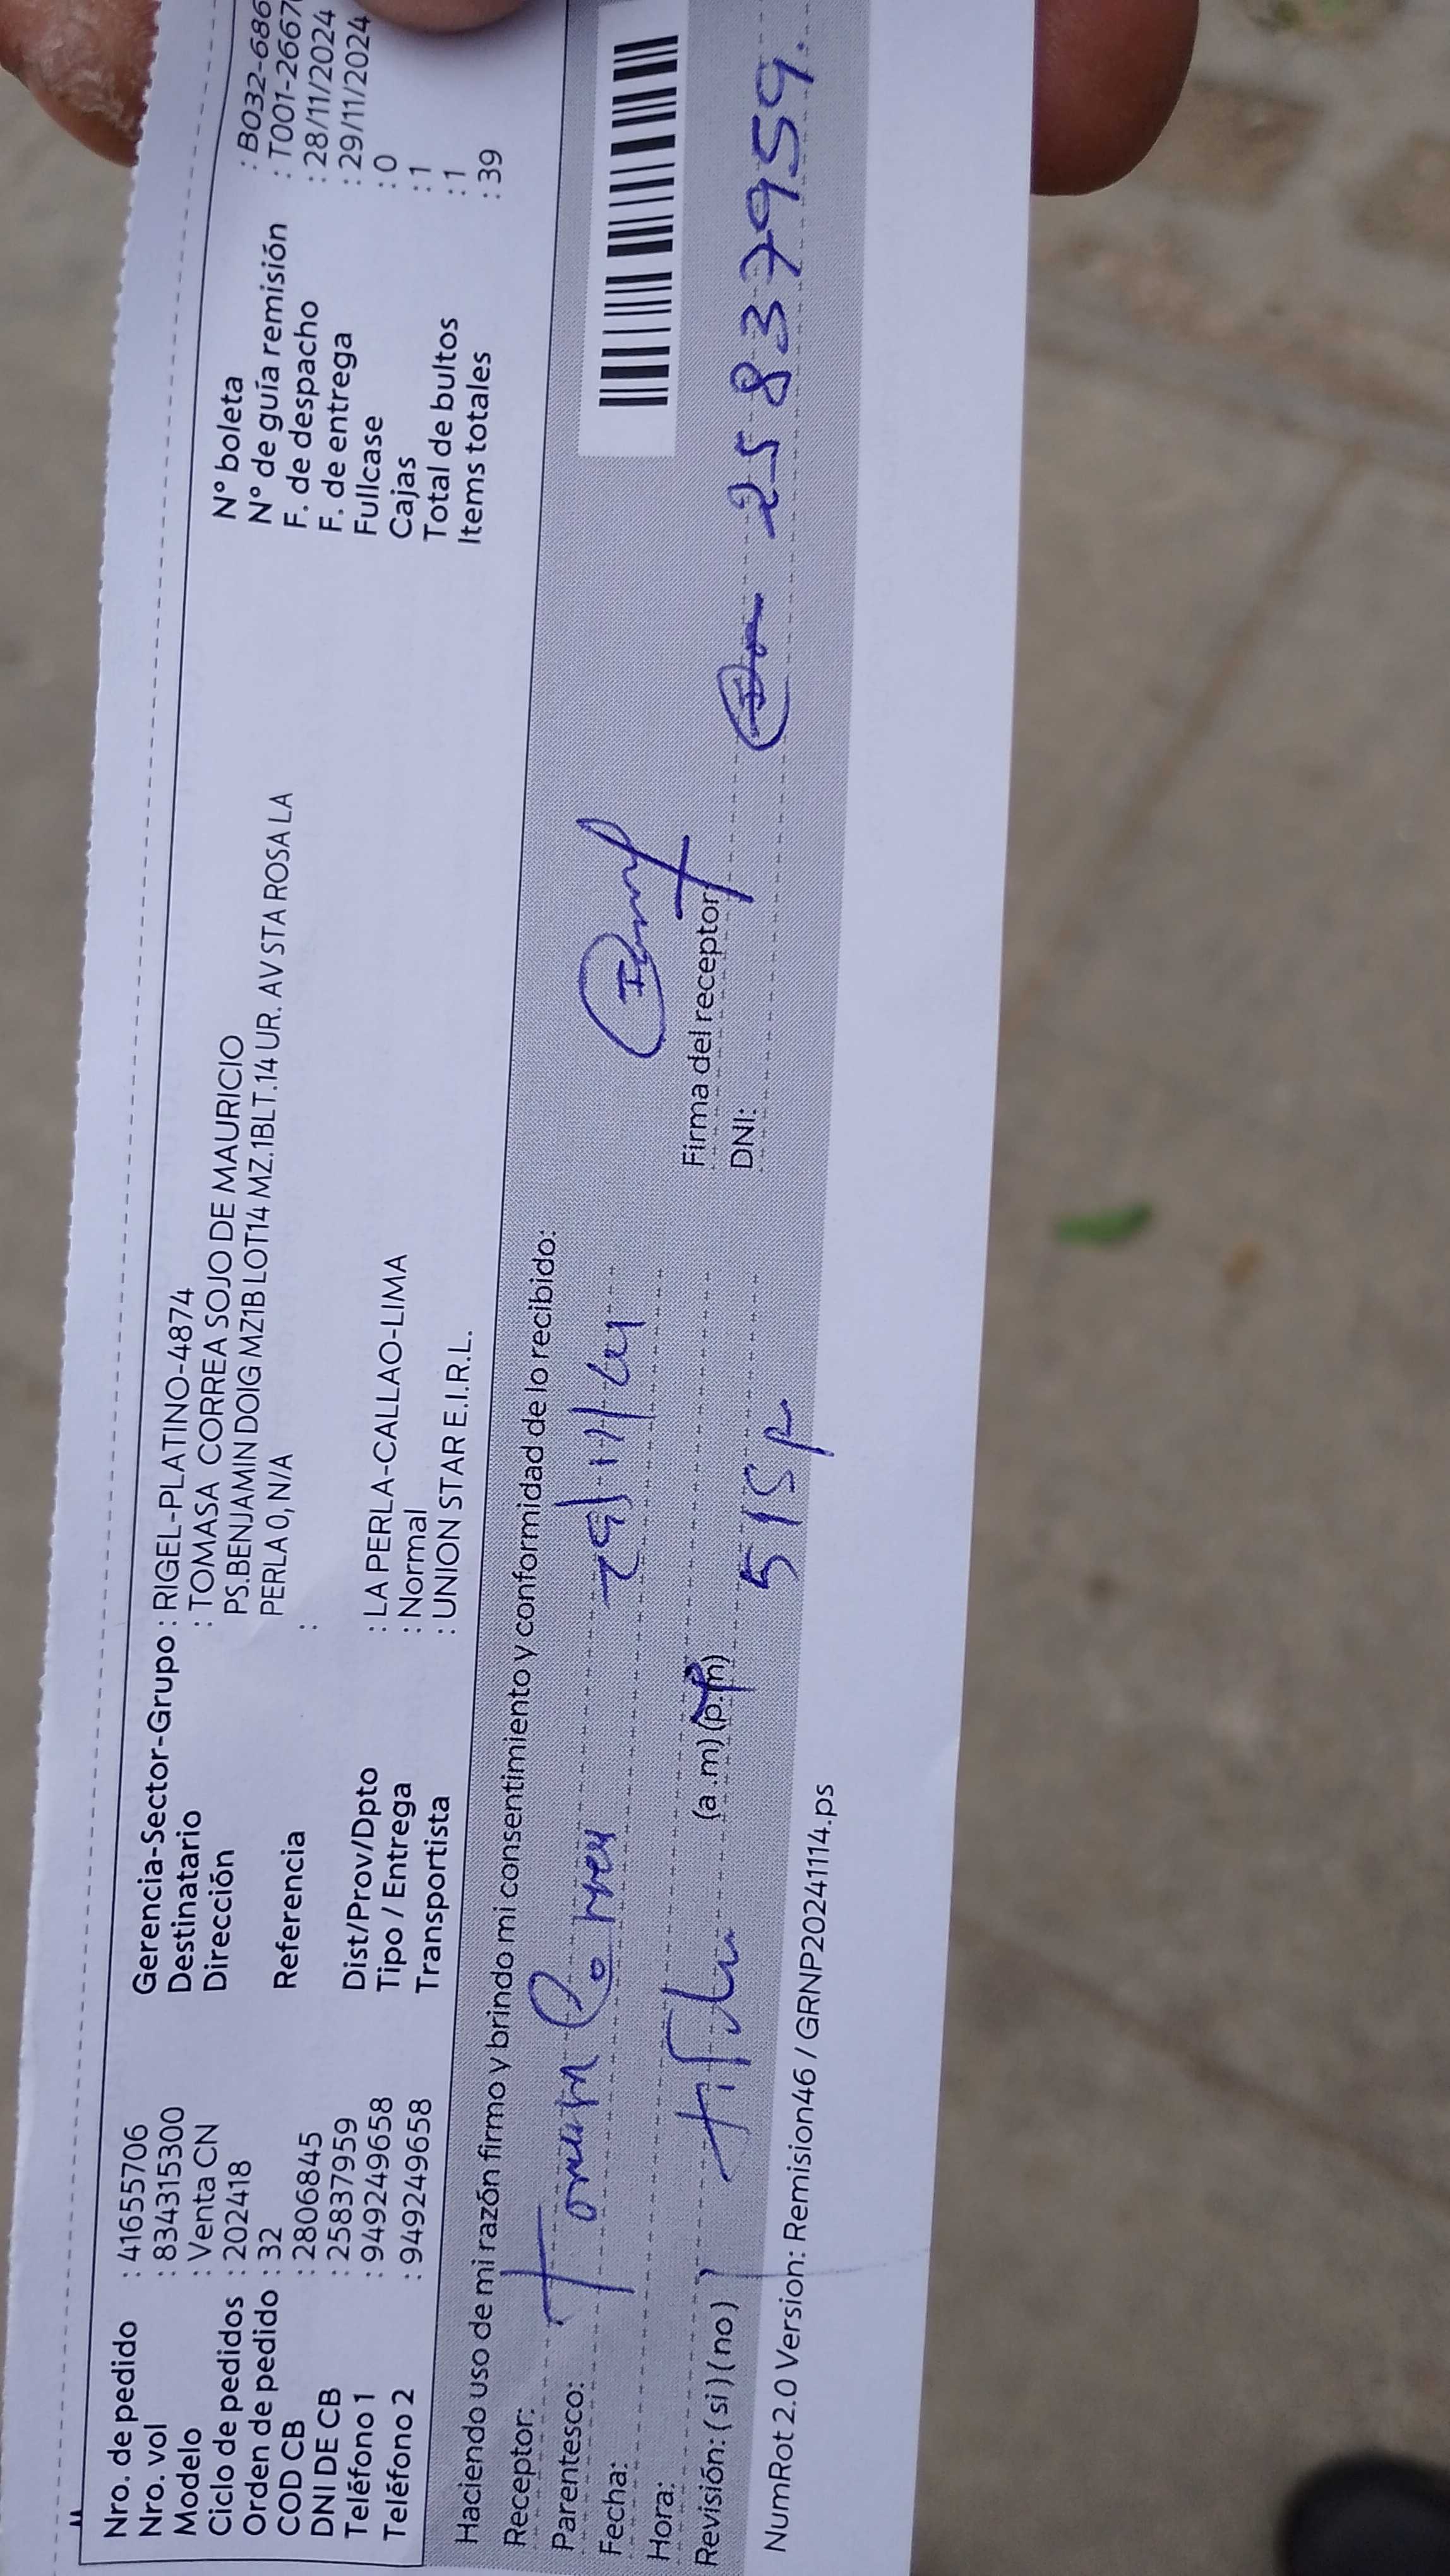 Nro. de pedido : 41655706
Nro. vol : 834315300
Modelo : Venta CN
Ciclo de pedidos : 202418
Orden de pedido : 32
COD CB : 2806845
DNI DE CB : 25837959
Teléfono 1 : 949249658
Teléfono 2 : 949249658
Gerencia-Sector-Grupo : RIGEL-PLATINO-4874
Destinatario : TOMASA CORREA SOJO DE MAURICIO
Dirección PS.BENJAMIN DOIG MZ1B LOT14 MZ.1BLT.14 UR. AV STA ROSA LA
PERLA 0, N/A
Referencia :
Dist/Prov/Dpto : LA PERLA-CALLAO-LIMA
Tipo / Entrega : Normal
Transportista : UNION STAR E.I.R.L.
N° boleta : B032-686
N° de guía remisión : T001-2667
F. de despacho : 28/11/2024
F. de entrega : 29/11/2024
Fullcase : 0
Cajas : 1
Total de bultos : 1
Items totales : 39
Haciendo uso de mi razón firmo y brindo mi consentimiento y conformidad de lo recibido:
Receptor: Tomasa Correa
Parentesco:
Fecha: 29/11/24
Hora: (a .m) (p.m)
Revisión: ( si ) ( no )
515 p
Firma del receptor
DNI: 25837959.
NumRot 2.0 Version: Remision46 / GRNP20241114.ps